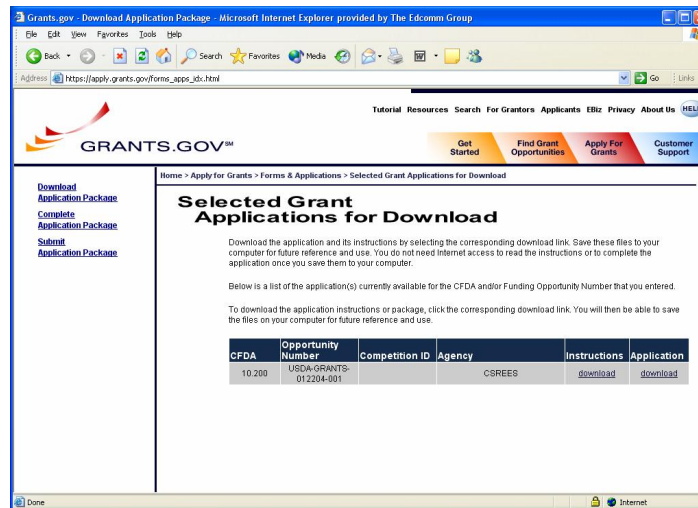 Grants.gov - Download Application Package - Microsoft Internet Explorer provided by The Edcomm Group
File Edit View Favorites Tools Help
Back Search Favorites Media
Address https://apply.grants.gov/forms_apps_idx.html Go Links
Tutorial Resources Search For Grantors Applicants EBiz Privacy About Us HELP
GRANTS.GOV℠
Get Started
Find Grant Opportunities
Apply For Grants
Customer Support
Home > Apply for Grants > Forms & Applications > Selected Grant Applications for Download
Download
Application Package
Complete
Application Package
Submit
Application Package
Selected Grant
Applications for Download
Download the application and its instructions by selecting the corresponding download link. Save these files to your
computer for future reference and use. You do not need Internet access to read the instructions or to complete the
application once you save them to your computer.
Below is a list of the application(s) currently available for the CFDA and/or Funding Opportunity Number that you entered.
To download the application instructions or package, click the corresponding download link. You will then be able to save
the files on your computer for future reference and use.
CFDA Opportunity Number Competition ID Agency Instructions Application
10.200 USDA-GRANTS-012204-001 CSREES download download
Done Internet